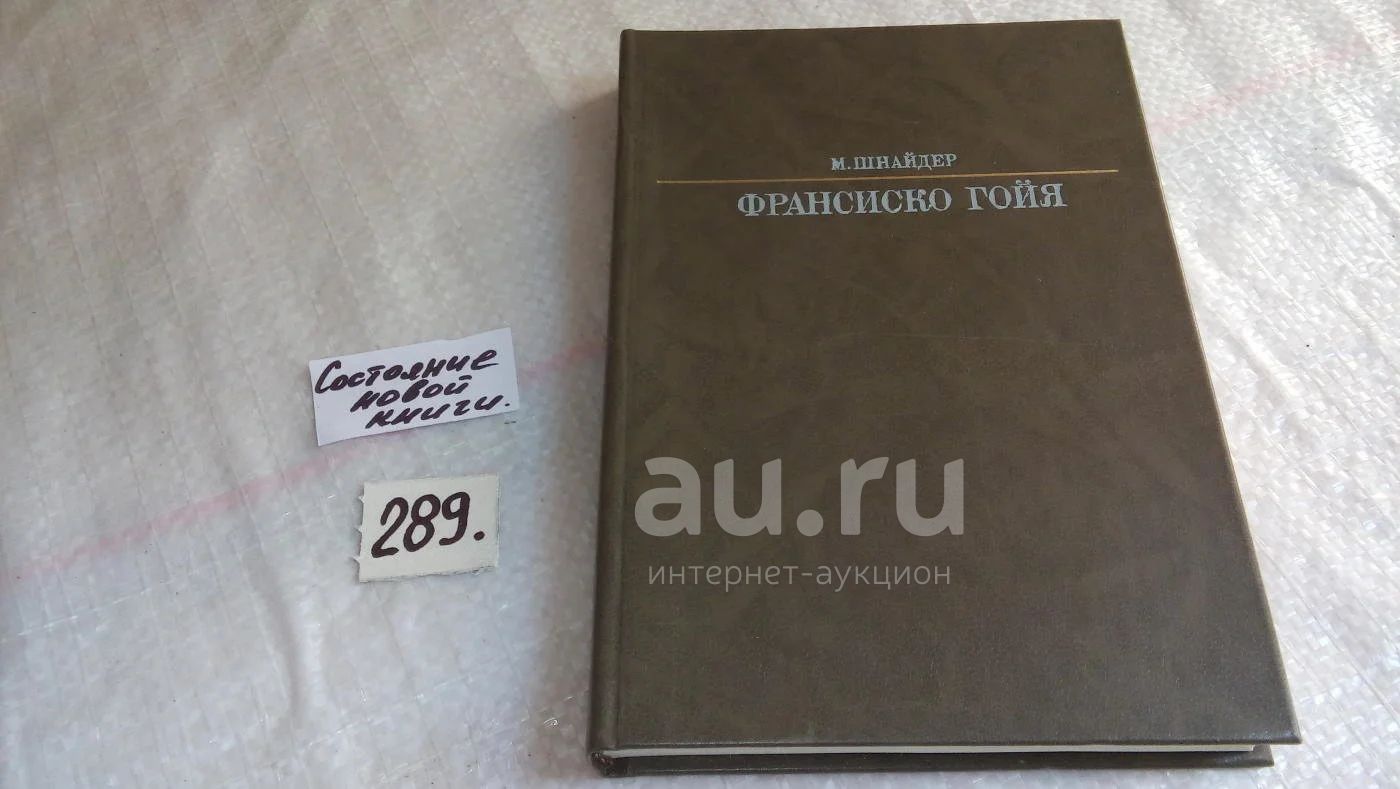 М. ШНАЙДЕР
ФРАНСИСКО ГОЙЯ
Состояние
новой
книги.
289.
au.ru
интернет-аукцион